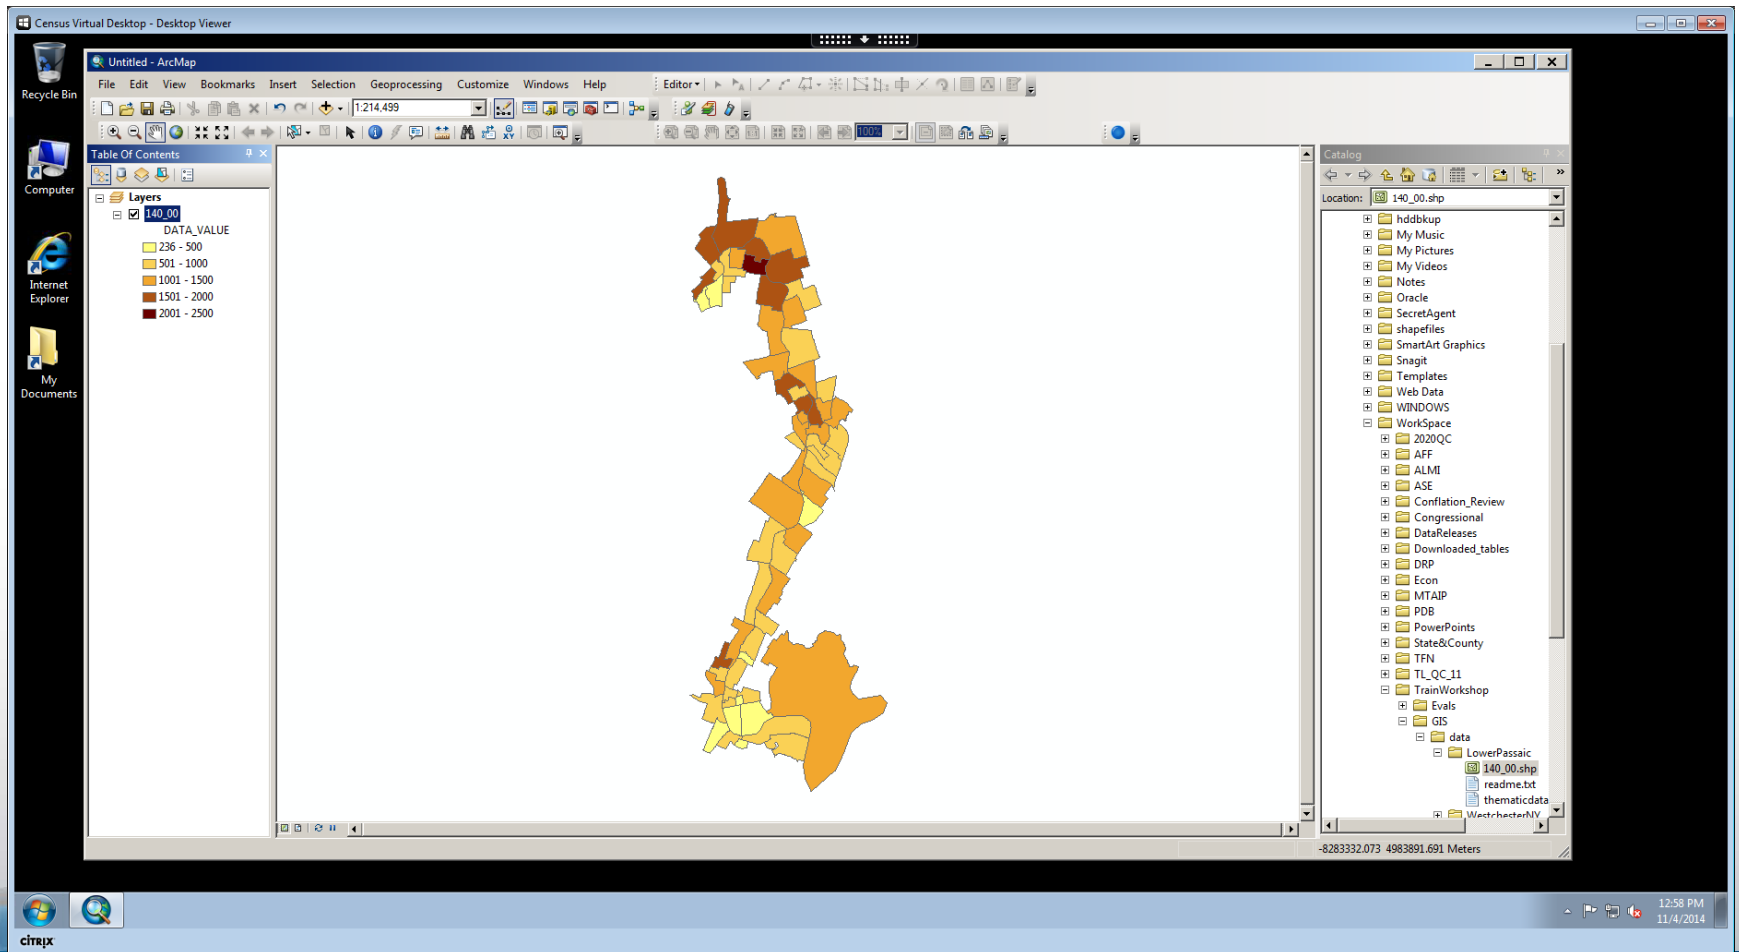 Census Virtual Desktop - Desktop Viewer
Recycle Bin
Computer
Internet
Explorer
My
Documents
Untitled - ArcMap
File Edit View Bookmarks Insert Selection Geoprocessing Customize Windows Help Editor
1:214,499
100%
Table Of Contents
Layers
140_00
DATA_VALUE
236 - 500
501 - 1000
1001 - 1500
1501 - 2000
2001 - 2500
Catalog
Location: 140_00.shp
hddbkup
My Music
My Pictures
My Videos
Notes
Oracle
SecretAgent
shapefiles
SmartArt Graphics
Snagit
Templates
Web Data
WINDOWS
WorkSpace
2020QC
AFF
ALMI
ASE
Conflation_Review
Congressional
DataReleases
Downloaded_tables
DRP
Econ
MTAIP
PDB
PowerPoints
State&County
TFN
TL_QC_11
TrainWorkshop
Evals
GIS
data
LowerPassaic
140_00.shp
readme.txt
thematicdata
WestchesterNY
-8283332.073 4983891.691 Meters
12:58 PM
11/4/2014
CITRIX